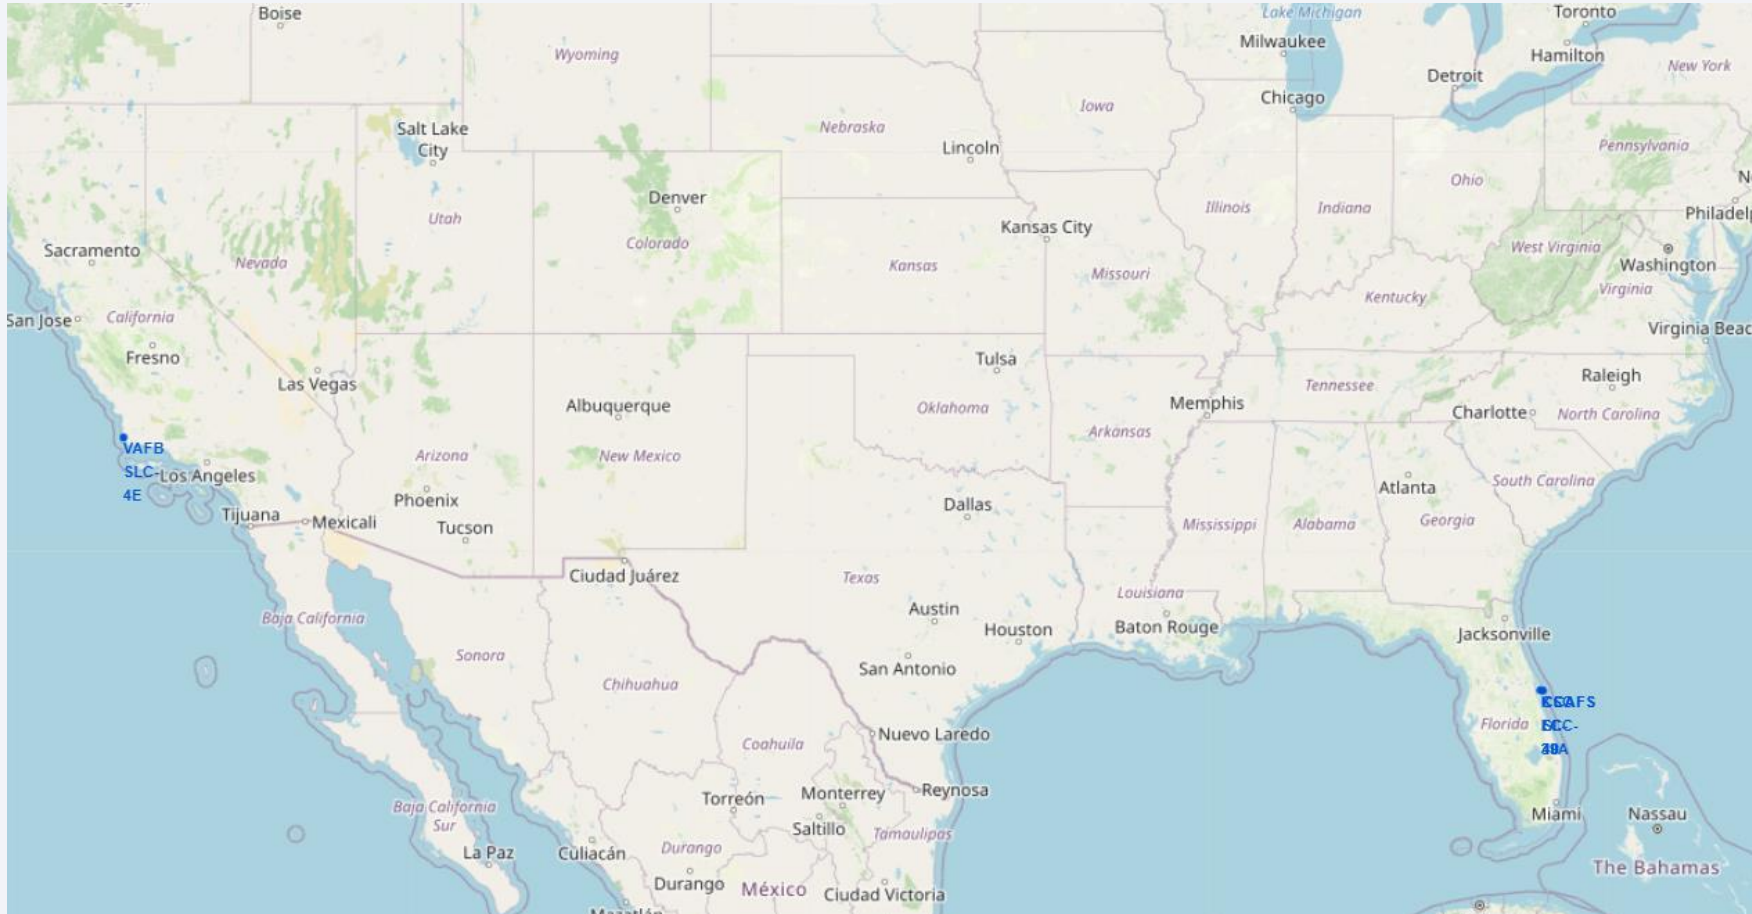 Boise
Wyoming
Lake Michigan
Toronto
Milwaukee
Hamilton
New York
Detroit
Chicago
Iowa
Nebraska
Salt Lake
City
Lincoln
Pennsylvania
Denver
Utah
Colorado
Ohio
Illinois
Indiana
Philadelp
Sacramento
Nevada
Kansas City
Kansas
Missouri
West Virginia
Washington
Virginia
Kentucky
San Jose
California
Virginia Beac
Fresno
Las Vegas
Tulsa
Tennessee
Raleigh
Albuquerque
Oklahoma
Memphis
Charlotte
North Carolina
Arkansas
VAFB
SLC-
4E
Los Angeles
Arizona
New Mexico
Phoenix
Atlanta
South Carolina
Dallas
Tijuana
Mexicali
Tucson
Mississippi
Alabama
Georgia
Ciudad Juárez
Texas
Louisiana
Baja California
Austin
Houston
Baton Rouge
Jacksonville
Sonora
San Antonio
Chihuahua
Florida
Nuevo Laredo
Coahuila
Reynosa
Torreón
Monterrey
Baja California
Sur
Saltillo
Tamaulipas
Miami
Nassau
La Paz
Culiacán
Durango
Durango
México
Ciudad Victoria
The Bahamas